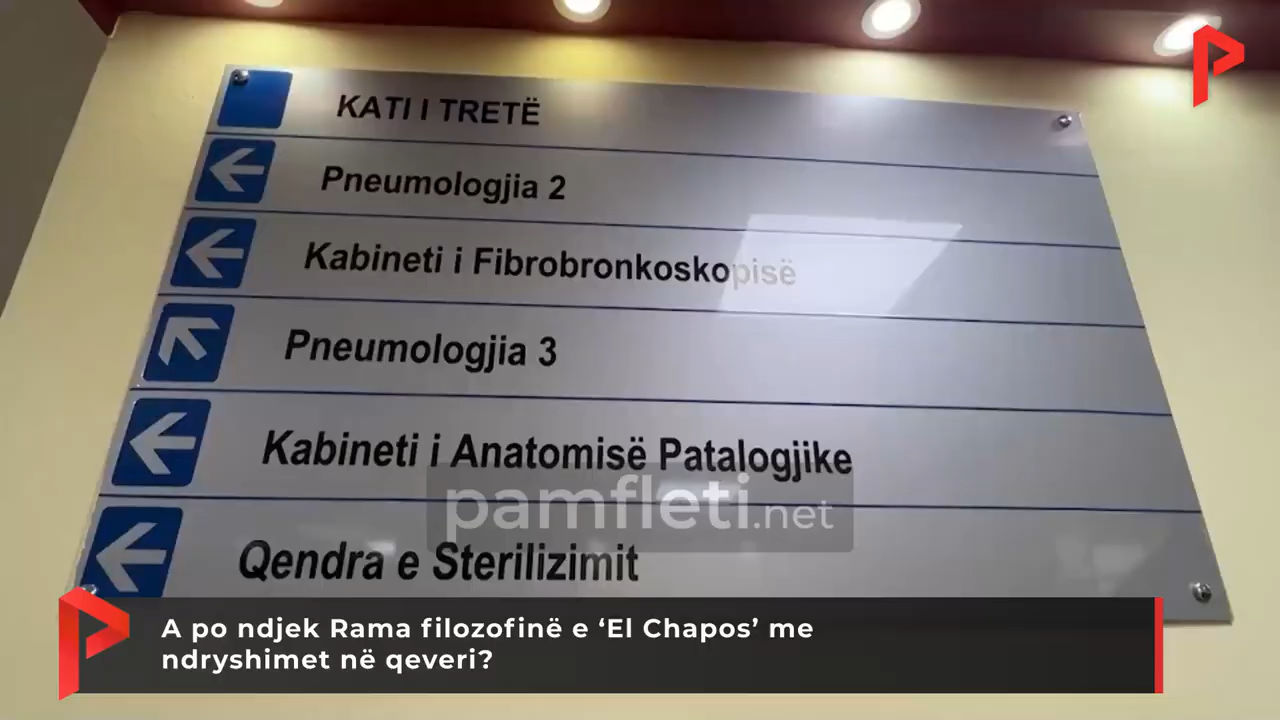 KATI I TRETË
Pneumologjia 2
Kabineti i Fibrobronkoskopisë
Pneumologjia 3
Kabineti i Anatomisë Patalogjike
pamfleti.net
Qendra e Sterilizimit
A po ndjek Rama filozofinë e ‘El Chapos’ me
ndryshimet në qeveri?